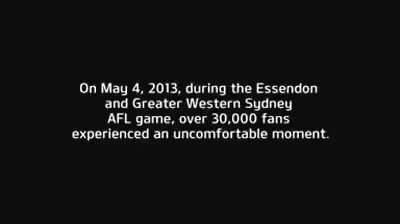 On May 4, 2013, during the Essendon
and Greater Western Sydney
AFL game, over 30,000 fans
experienced an uncomfortable moment.